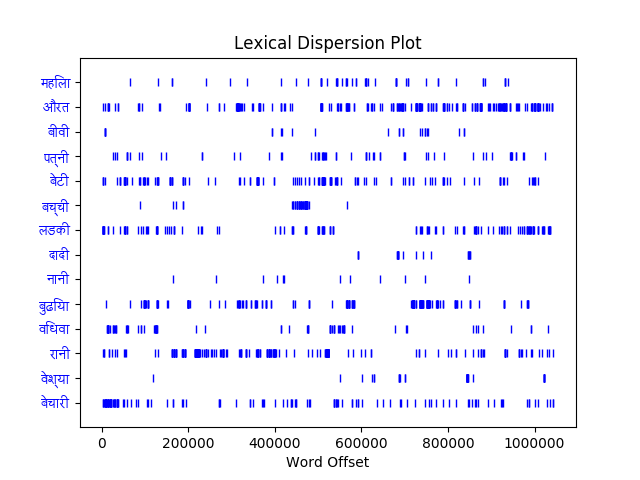 Lexical Dispersion Plot
महिला
औरत
बीवी
पत्नी
बेटी
बच्ची
लडकी
दादी
नानी
बुढिया
विधवा
रानी
वेश्या
बेचारी
0 200000 400000 600000 800000 1000000
Word Offset